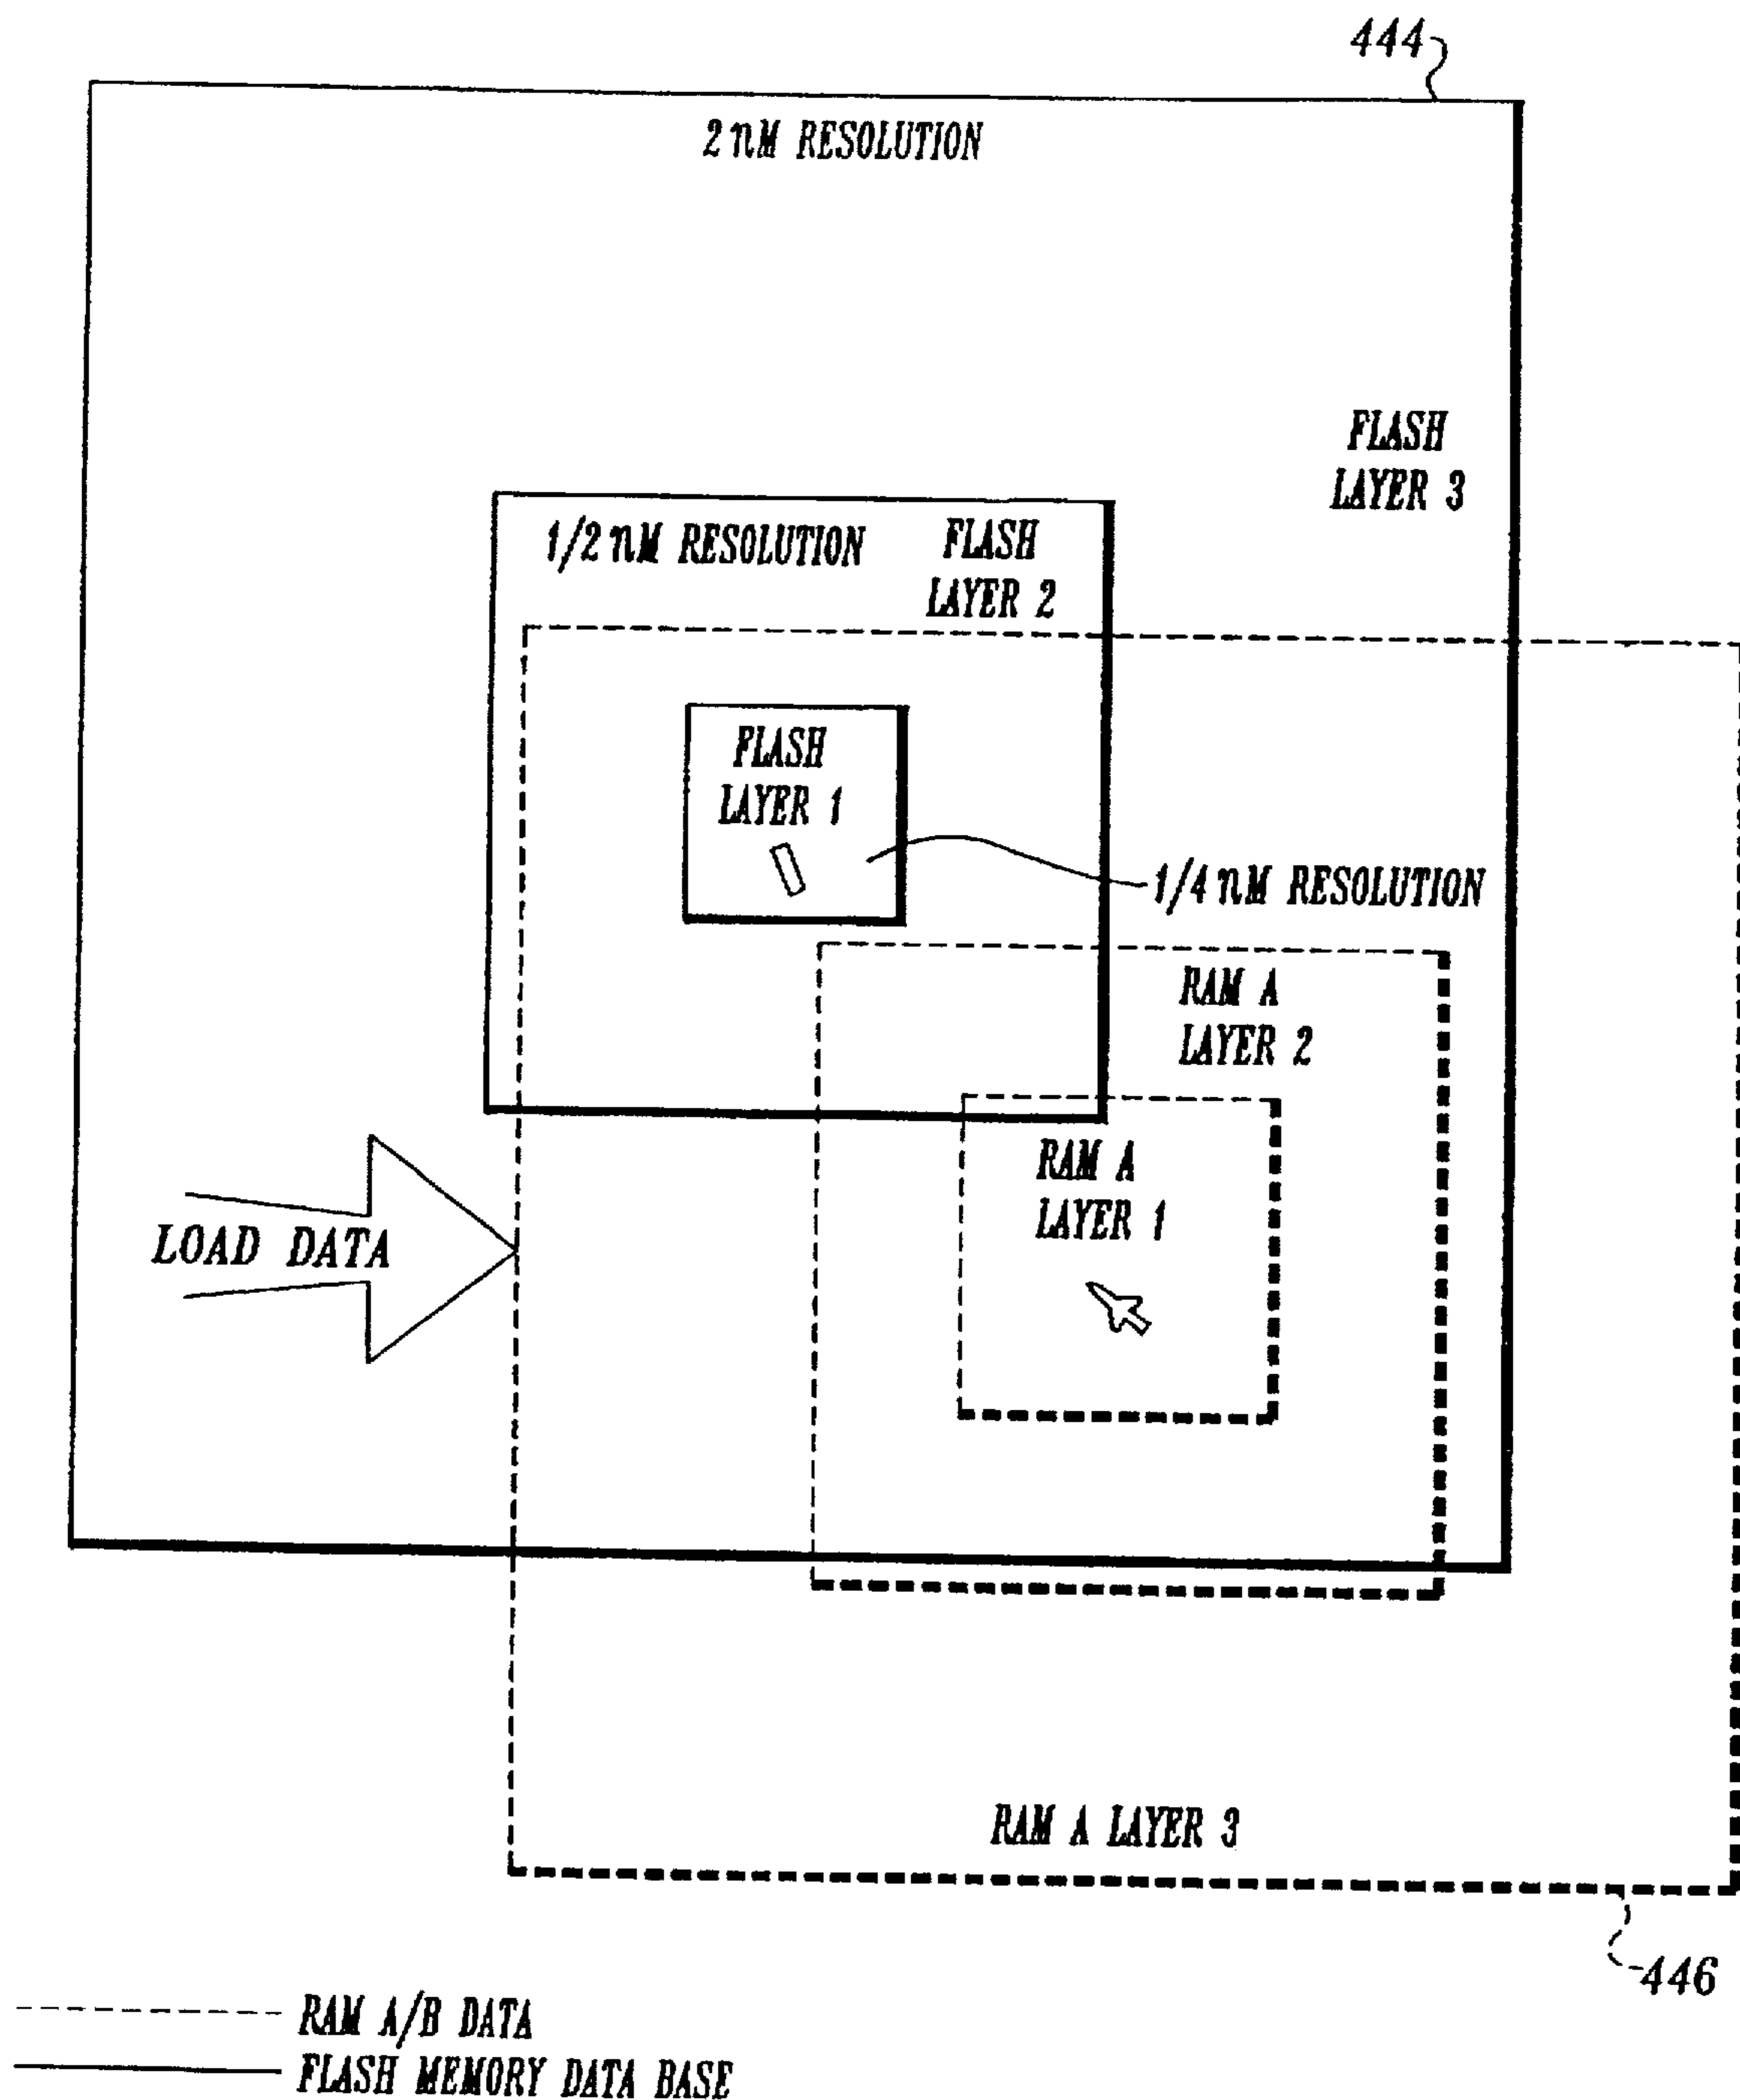 444
2 nM RESOLUTION
FLASH
LAYER 3
1/2 nM RESOLUTION
FLASH
LAYER 2
FLASH
LAYER 1
1/4 nM RESOLUTION
RAM A
LAYER 2
RAM A
LAYER 1
LOAD DATA
RAM A LAYER 3
446
RAM A/B DATA
FLASH MEMORY DATA BASE